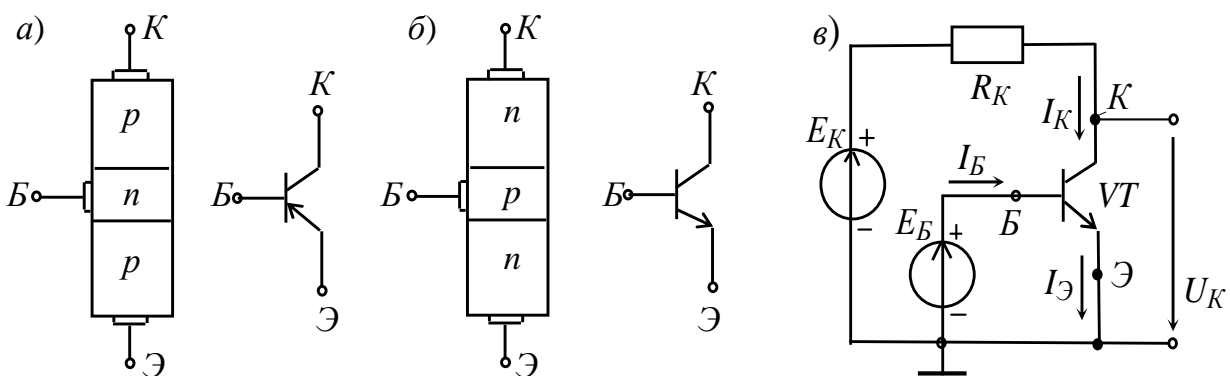 а) К б) К в)
p К n К R_К
I_К К
E_К +
Б n Б Б p Б I_Б
VT
E_Б + Б
p n −
I_Э Э
Э − U_К
Э Э Э